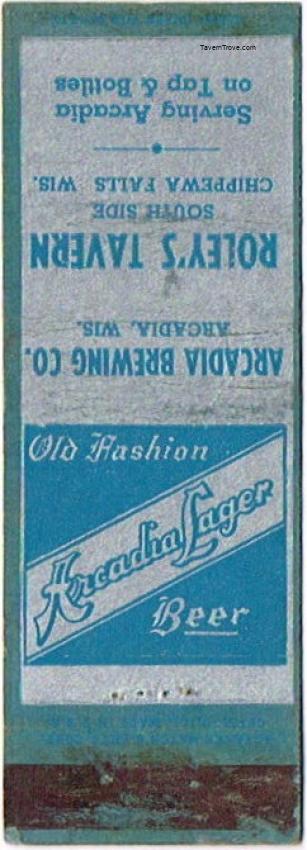 TavernTrove.com
Serving Arcadia
on Tap & Bottles
CHIPPEWA FALLS WIS.
SOUTH SIDE
ROLEY'S TAVERN
ARCADIA, WIS.
ARCADIA BREWING CO.
Old Fashion
Arcadia Lager
Beer